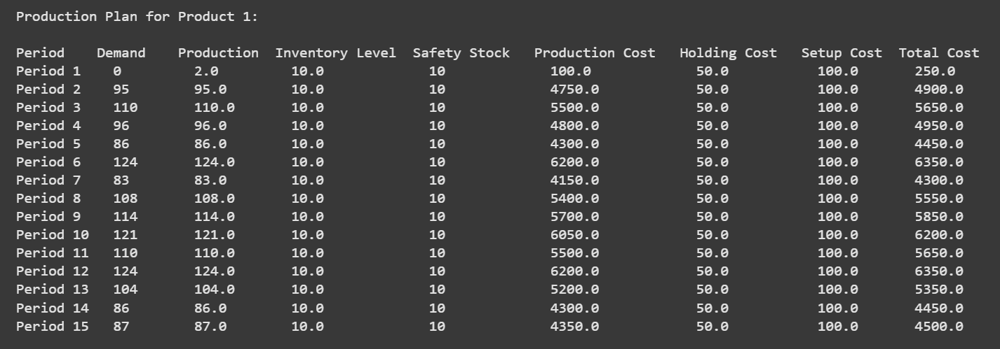 Production Plan for Product 1:
Period Demand Production Inventory Level Safety Stock Production Cost Holding Cost Setup Cost Total Cost
Period 1 0 2.0 10.0 10 100.0 50.0 100.0 250.0
Period 2 95 95.0 10.0 10 4750.0 50.0 100.0 4900.0
Period 3 110 110.0 10.0 10 5500.0 50.0 100.0 5650.0
Period 4 96 96.0 10.0 10 4800.0 50.0 100.0 4950.0
Period 5 86 86.0 10.0 10 4300.0 50.0 100.0 4450.0
Period 6 124 124.0 10.0 10 6200.0 50.0 100.0 6350.0
Period 7 83 83.0 10.0 10 4150.0 50.0 100.0 4300.0
Period 8 108 108.0 10.0 10 5400.0 50.0 100.0 5550.0
Period 9 114 114.0 10.0 10 5700.0 50.0 100.0 5850.0
Period 10 121 121.0 10.0 10 6050.0 50.0 100.0 6200.0
Period 11 110 110.0 10.0 10 5500.0 50.0 100.0 5650.0
Period 12 124 124.0 10.0 10 6200.0 50.0 100.0 6350.0
Period 13 104 104.0 10.0 10 5200.0 50.0 100.0 5350.0
Period 14 86 86.0 10.0 10 4300.0 50.0 100.0 4450.0
Period 15 87 87.0 10.0 10 4350.0 50.0 100.0 4500.0